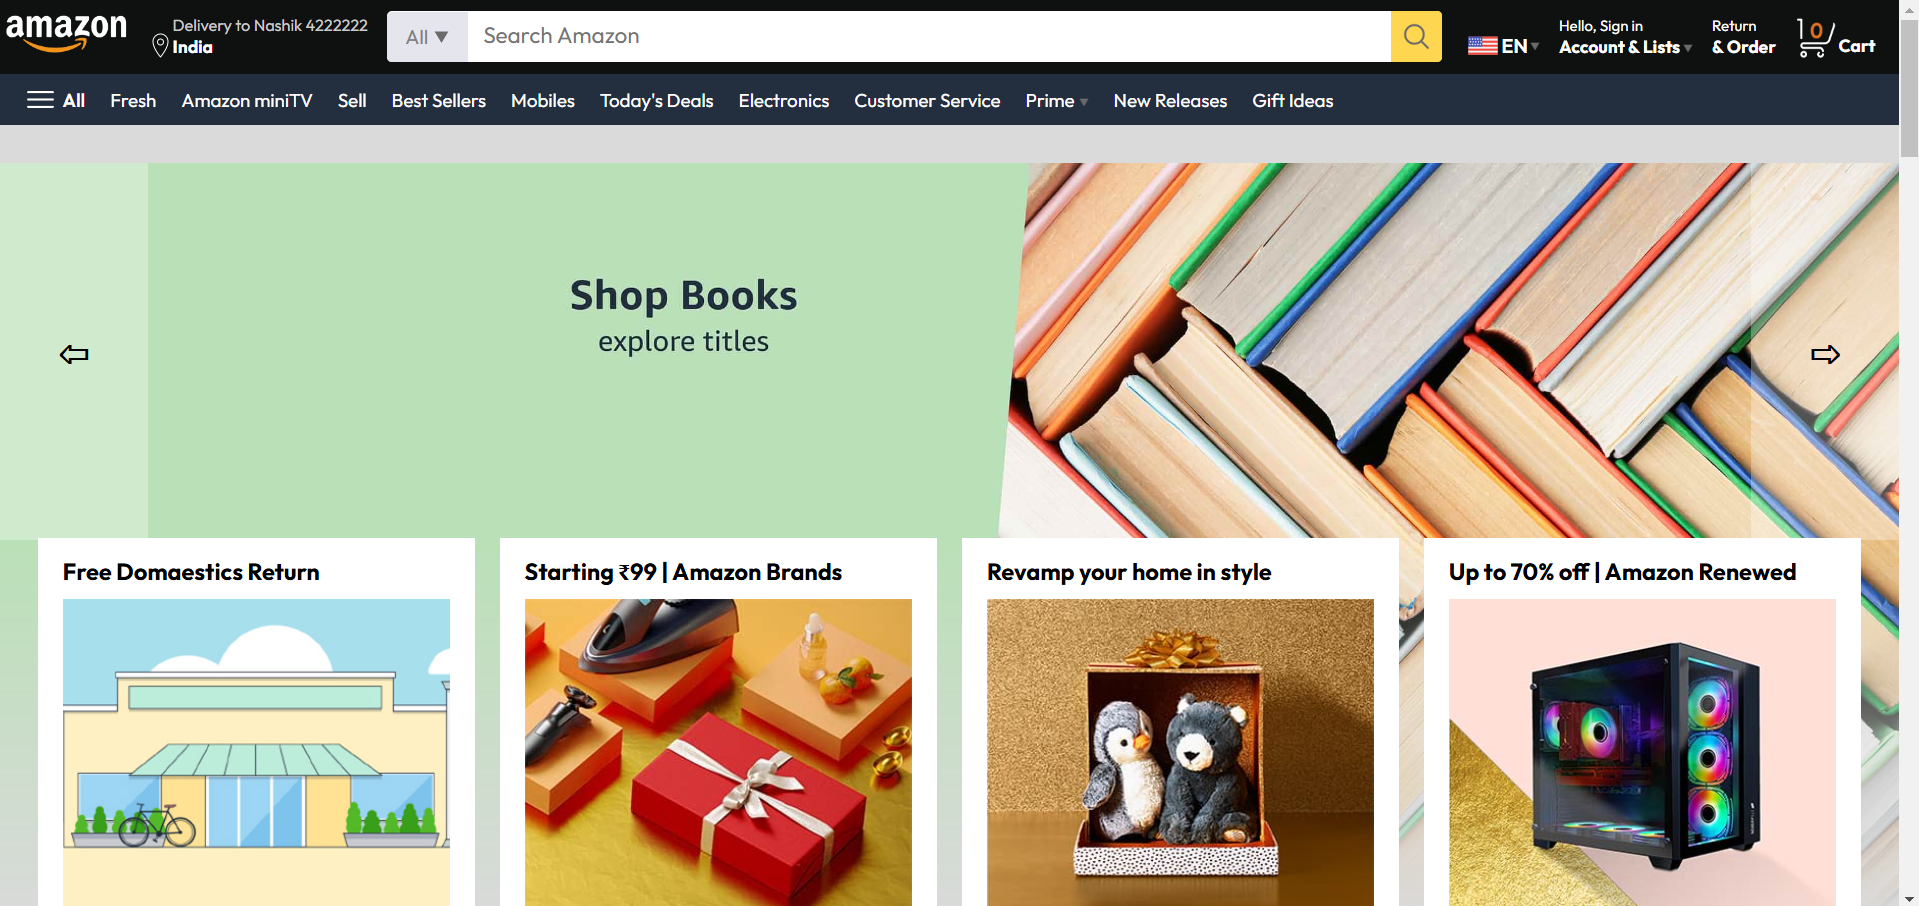 amazon
Delivery to Nashik 4222222
India
All ▼
Search Amazon
EN ▾
Hello, Sign in
Account & Lists ▾
Return
& Order
0
Cart
All
Fresh
Amazon miniTV
Sell
Best Sellers
Mobiles
Today's Deals
Electronics
Customer Service
Prime ▾
New Releases
Gift Ideas
Shop Books
explore titles
Free Domaestics Return
Starting ₹99 | Amazon Brands
Revamp your home in style
Up to 70% off | Amazon Renewed